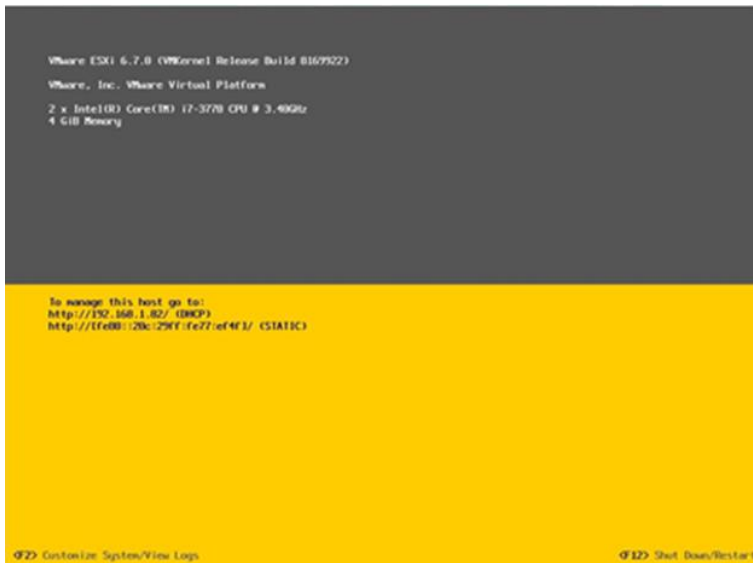 VMware ESXi 6.7.0 (VMKernel Release Build 8169922)
VMware, Inc. VMware Virtual Platform
2 x Intel(R) Core(TM) i7-3770 CPU @ 3.40GHz
4 GiB Memory
To manage this host go to:
http://192.168.1.82/ (DHCP)
http://[fe80::20c:29ff:fe77:ef4f]/ (STATIC)
<F2> Customize System/View Logs
<F12> Shut Down/Restart